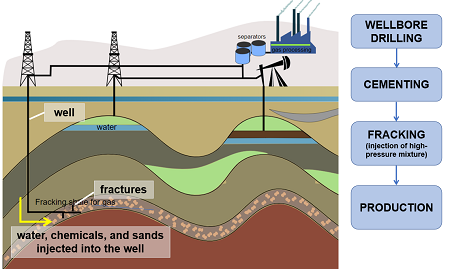 separators
gas processing
well
water
fractures
Fracking shale for gas
water, chemicals, and sands
injected into the well
WELLBORE
DRILLING
CEMENTING
FRACKING
(injection of high-
pressure mixture)
PRODUCTION